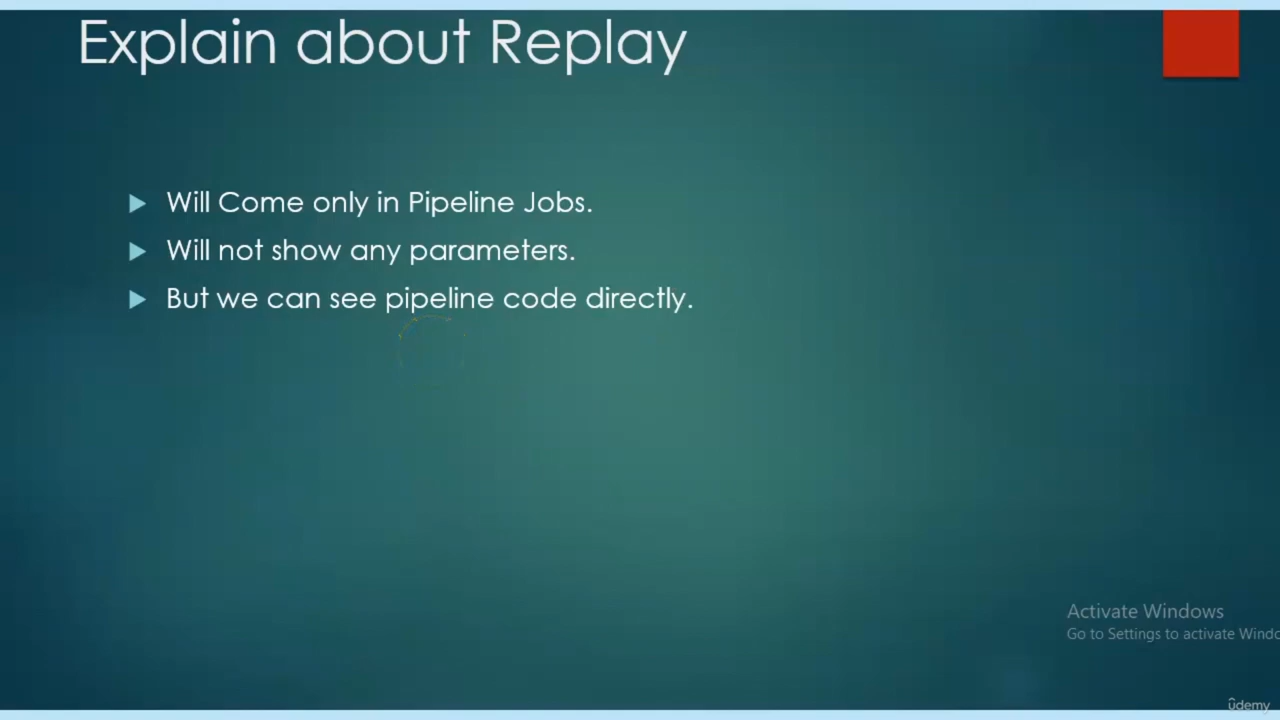 Explain about Replay
Will Come only in Pipeline Jobs.
Will not show any parameters.
But we can see pipeline code directly.
Activate Windows
Go to Settings to activate Windo
ûdemy